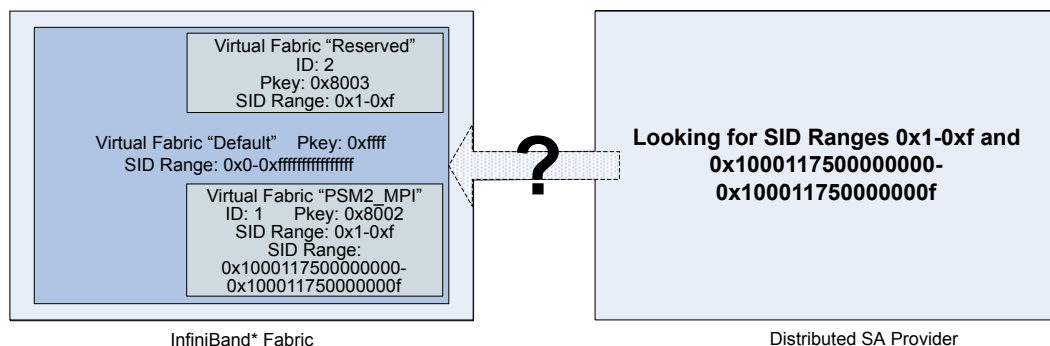 Virtual Fabric “Reserved”
ID: 2
Pkey: 0x8003
SID Range: 0x1-0xf
Virtual Fabric “Default” Pkey: 0xffff
SID Range: 0x0-0xffffffffffffffff
Virtual Fabric “PSM2_MPI”
ID: 1 Pkey: 0x8002
SID Range: 0x1-0xf
SID Range:
0x1000117500000000-
0x100011750000000f
InfiniBand* Fabric
?
Looking for SID Ranges 0x1-0xf and
0x1000117500000000-
0x100011750000000f
Distributed SA Provider